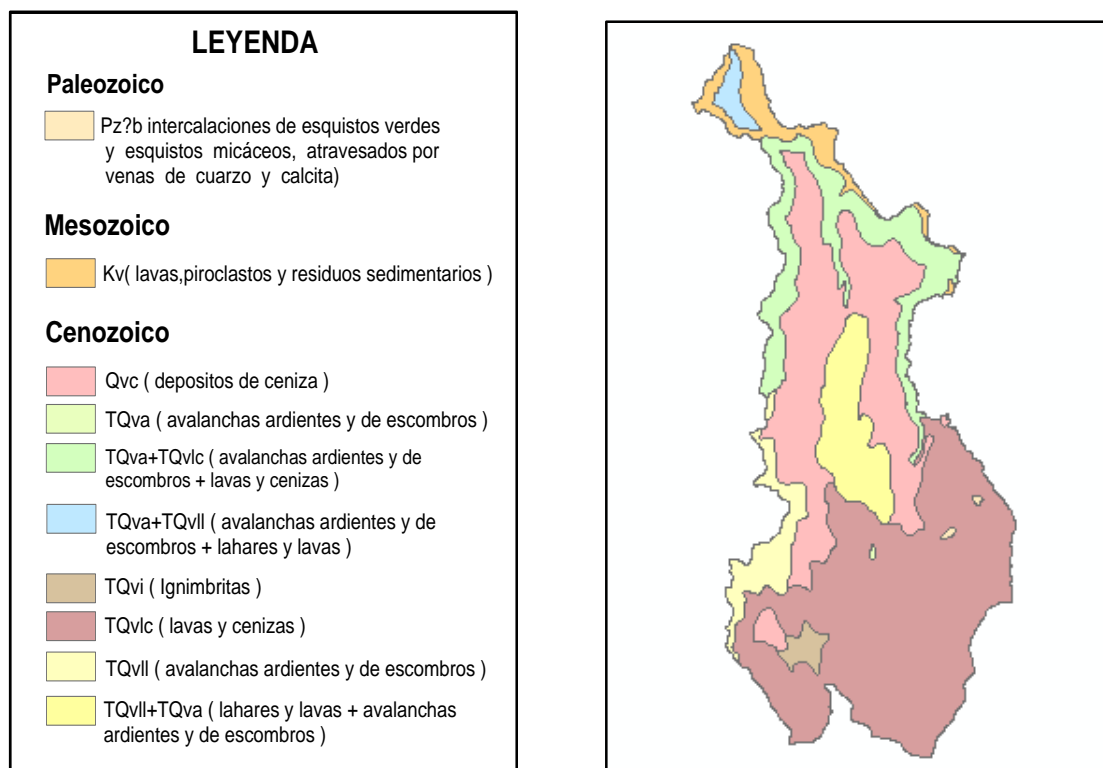 LEYENDA
Paleozoico
Pz?b intercalaciones de esquistos verdes
y esquistos micáceos, atravesados por
venas de cuarzo y calcita)
Mesozoico
Kv( lavas,piroclastos y residuos sedimentarios )
Cenozoico
Qvc ( depositos de ceniza )
TQva ( avalanchas ardientes y de escombros )
TQva+TQvlc ( avalanchas ardientes y de
escombros + lavas y cenizas )
TQva+TQvll ( avalanchas ardientes y de
escombros + lahares y lavas )
TQvi ( Ignimbritas )
TQvlc ( lavas y cenizas )
TQvll ( avalanchas ardientes y de escombros )
TQvll+TQva ( lahares y lavas + avalanchas
ardientes y de escombros )